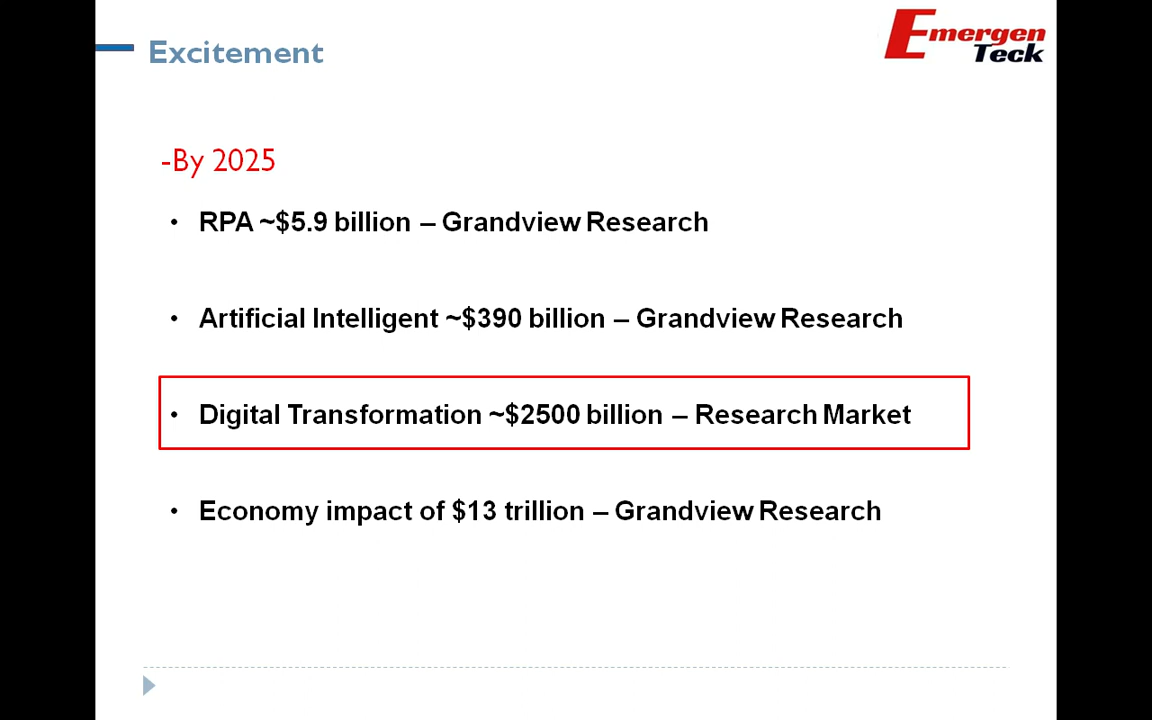 Excitement
Emergen
Teck
-By 2025
• RPA ~$5.9 billion – Grandview Research
• Artificial Intelligent ~$390 billion – Grandview Research
• Digital Transformation ~$2500 billion – Research Market
• Economy impact of $13 trillion – Grandview Research